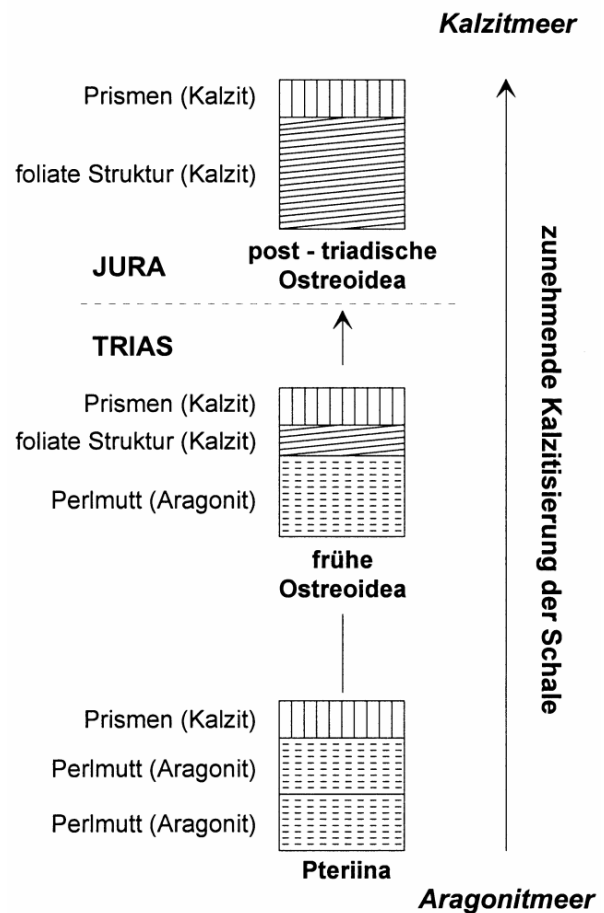 Kalzitmeer
Prismen (Kalzit)
foliate Struktur (Kalzit)
post - triadische
Ostreoidea
JURA
TRIAS
Prismen (Kalzit)
foliate Struktur (Kalzit)
Perlmutt (Aragonit)
frühe
Ostreoidea
Prismen (Kalzit)
Perlmutt (Aragonit)
Perlmutt (Aragonit)
Pteriina
zunehmende Kalzitisierung der Schale
Aragonitmeer